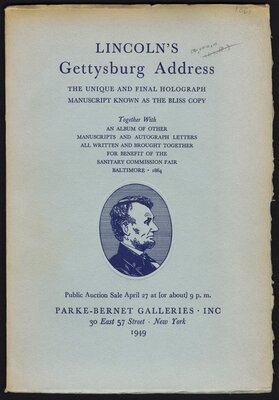 LINCOLN'S
Gettysburg Address
THE UNIQUE AND FINAL HOLOGRAPH
MANUSCRIPT KNOWN AS THE BLISS COPY
Together With
AN ALBUM OF OTHER
MANUSCRIPTS AND AUTOGRAPH LETTERS
ALL WRITTEN AND BROUGHT TOGETHER
FOR BENEFIT OF THE
SANITARY COMMISSION FAIR
BALTIMORE · 1864
Public Auction Sale April 27 at [or about] 9 p. m.
PARKE-BERNET GALLERIES · INC
30 East 57 Street · New York
1949